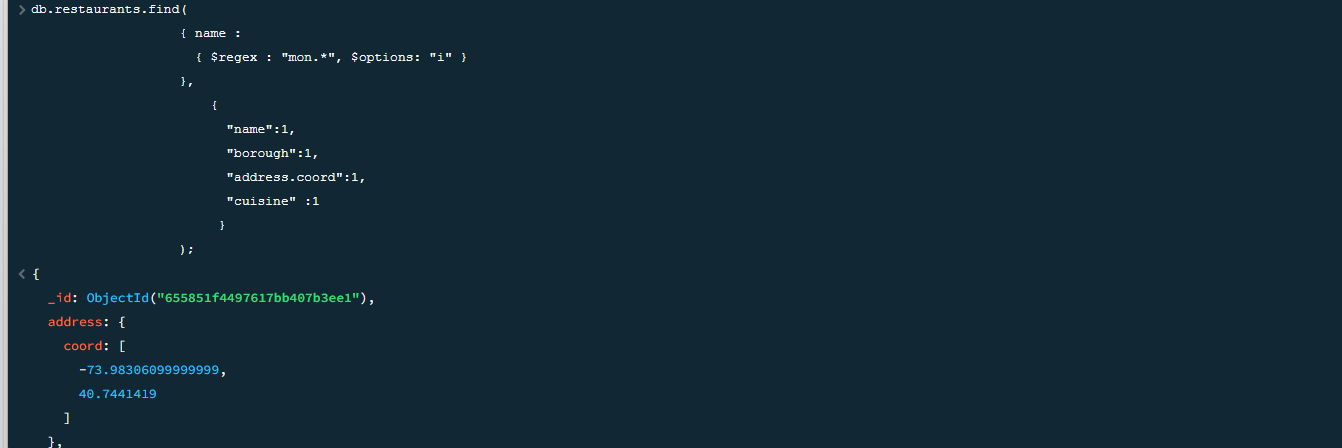 db.restaurants.find(
{ name :
{ $regex : "mon.*", $options: "i" }
},
{
"name":1,
"borough":1,
"address.coord":1,
"cuisine" :1
}
);
{
_id: ObjectId("655851f4497617bb407b3ee1"),
address: {
coord: [
-73.98306099999999,
40.7441419
]
},